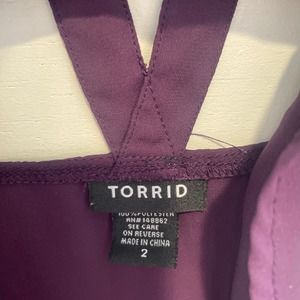 TORRID
100% POLYESTER
RN# 148862
SEE CARE
ON REVERSE
MADE IN CHINA
2